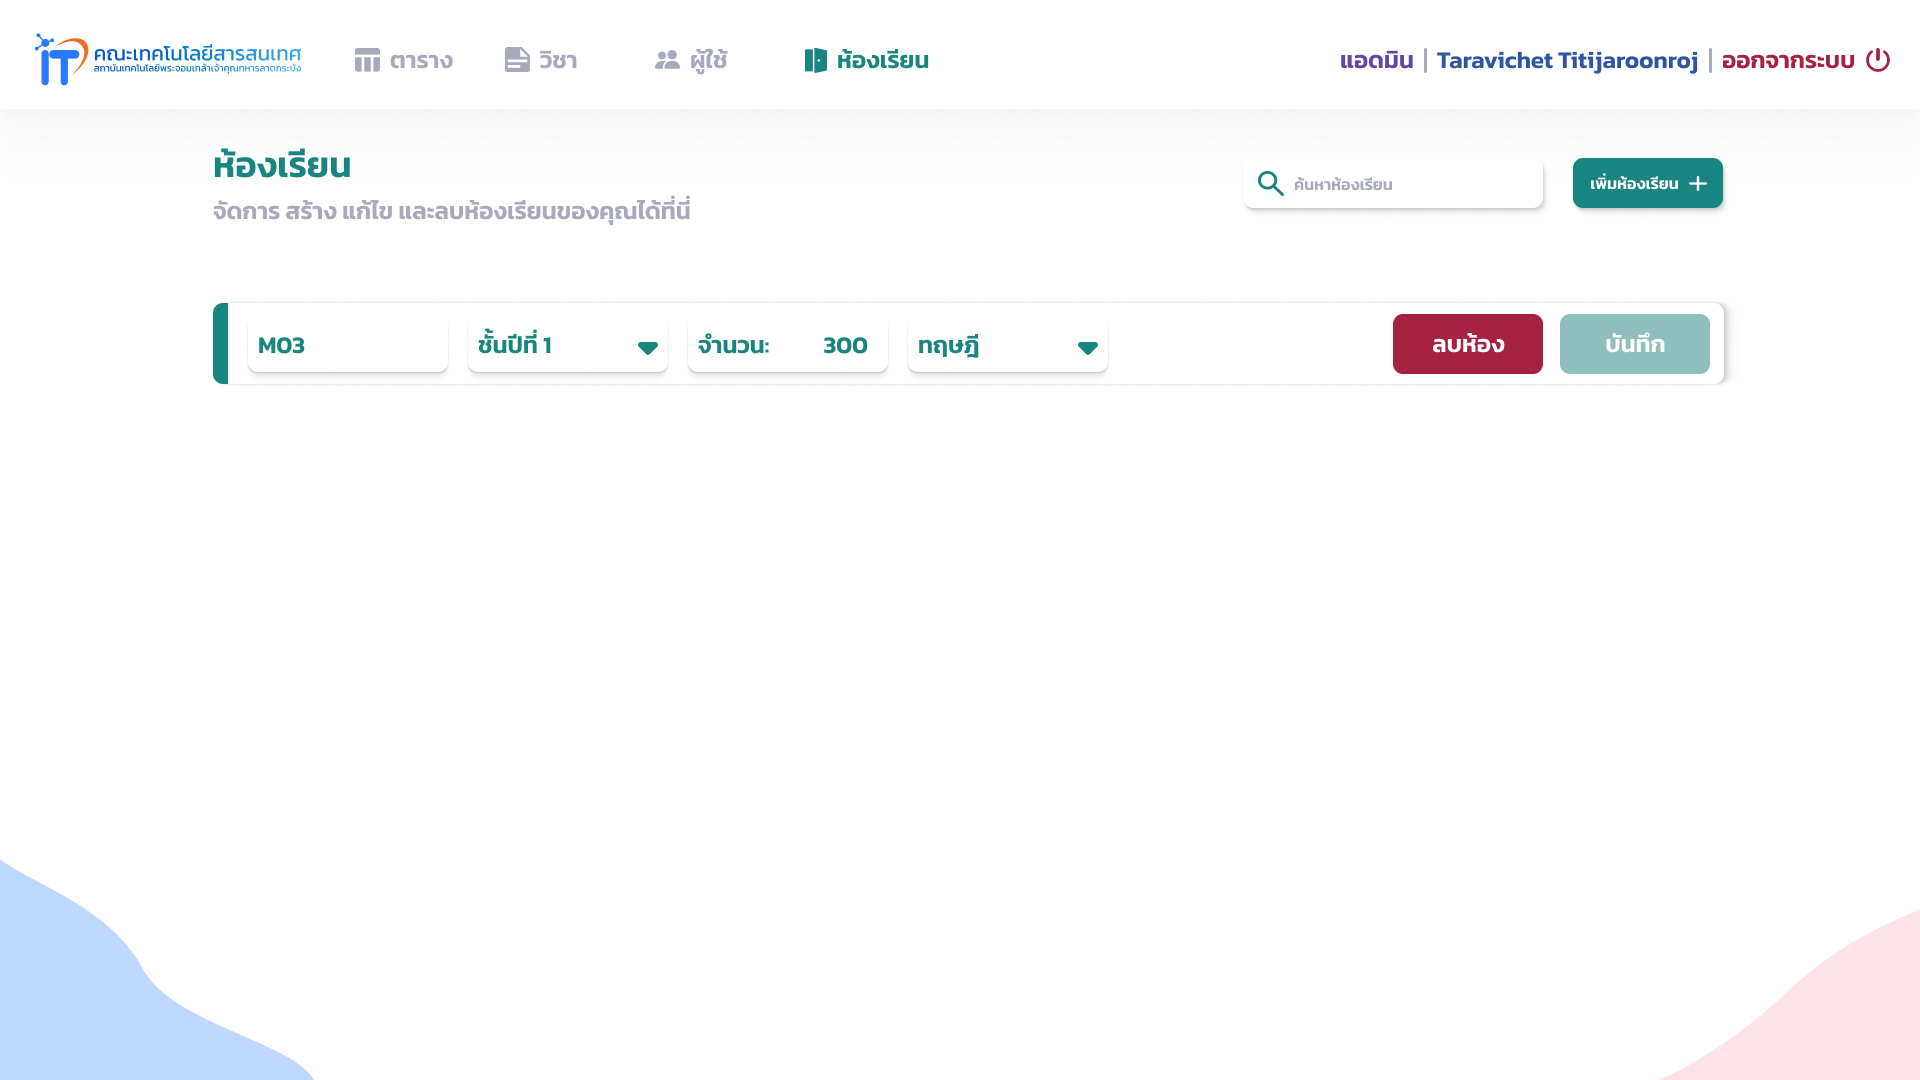 iT คณะเทคโนโลยีสารสนเทศ
สถาบันเทคโนโลยีพระจอมเกล้าเจ้าคุณทหารลาดกระบัง
ตาราง วิชา ผู้ใช้ ห้องเรียน แอดมิน | Taravichet Titijaroonroj | ออกจากระบบ
ห้องเรียน
จัดการ สร้าง แก้ไข และลบห้องเรียนของคุณได้ที่นี่
ค้นหาห้องเรียน เพิ่มห้องเรียน +
M03 ชั้นปีที่ 1 จำนวน: 300 ทฤษฎี ลบห้อง บันทึก